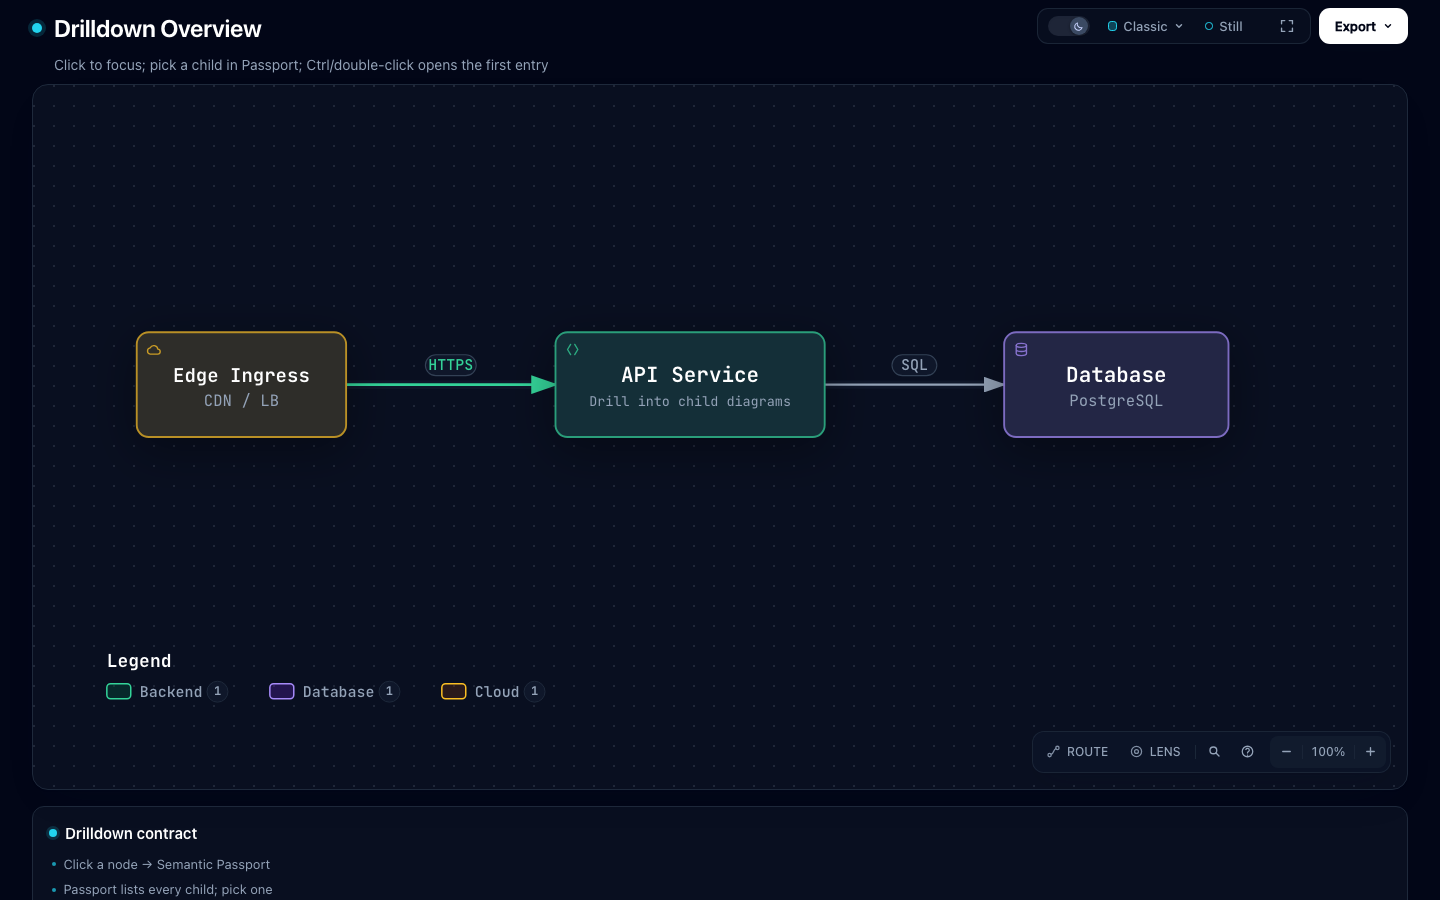 Drilldown Overview
Classic
Still
Export
Click to focus; pick a child in Passport; Ctrl/double-click opens the first entry
Edge Ingress
CDN / LB
HTTPS
API Service
Drill into child diagrams
SQL
Database
PostgreSQL
Legend
Backend 1
Database 1
Cloud 1
ROUTE
LENS
− 100% +
Drilldown contract
• Click a node → Semantic Passport
• Passport lists every child; pick one